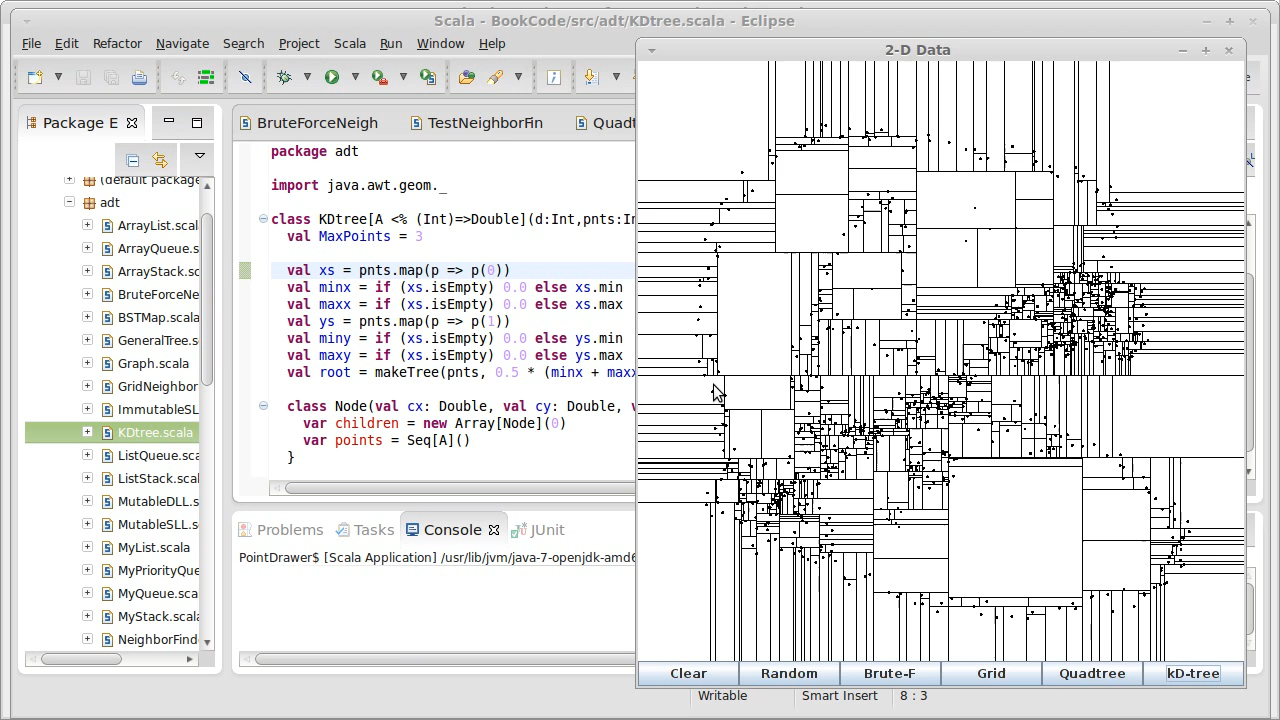 Scala - BookCode/src/adt/KDtree.scala - Eclipse
File Edit Refactor Navigate Search Project Scala Run Window Help
2-D Data
Package E
BruteForceNeigh
TestNeighborFin
Quadt
(default package
adt
ArrayList.scal
ArrayQueue.s
ArrayStack.sc
BruteForceNe
BSTMap.scala
GeneralTree.s
Graph.scala
GridNeighbor
ImmutableSL
KDtree.scala
ListQueue.sca
ListStack.scala
MutableDLL.s
MutableSLL.s
MyList.scala
MyPriorityQue
MyQueue.sca
MyStack.scala
NeighborFind
package adt
import java.awt.geom._
class KDtree[A <% (Int)=>Double](d:Int,pnts:In
val MaxPoints = 3
val xs = pnts.map(p => p(0))
val minx = if (xs.isEmpty) 0.0 else xs.min
val maxx = if (xs.isEmpty) 0.0 else xs.max
val ys = pnts.map(p => p(1))
val miny = if (xs.isEmpty) 0.0 else ys.min
val maxy = if (xs.isEmpty) 0.0 else ys.max
val root = makeTree(pnts, 0.5 * (minx + maxx
class Node(val cx: Double, val cy: Double, v
var children = new Array[Node](0)
var points = Seq[A]()
}
Problems Tasks Console JUnit
PointDrawer$ [Scala Application] /usr/lib/jvm/java-7-openjdk-amd6
Clear Random Brute-F Grid Quadtree kD-tree
Writable Smart Insert 8 : 3